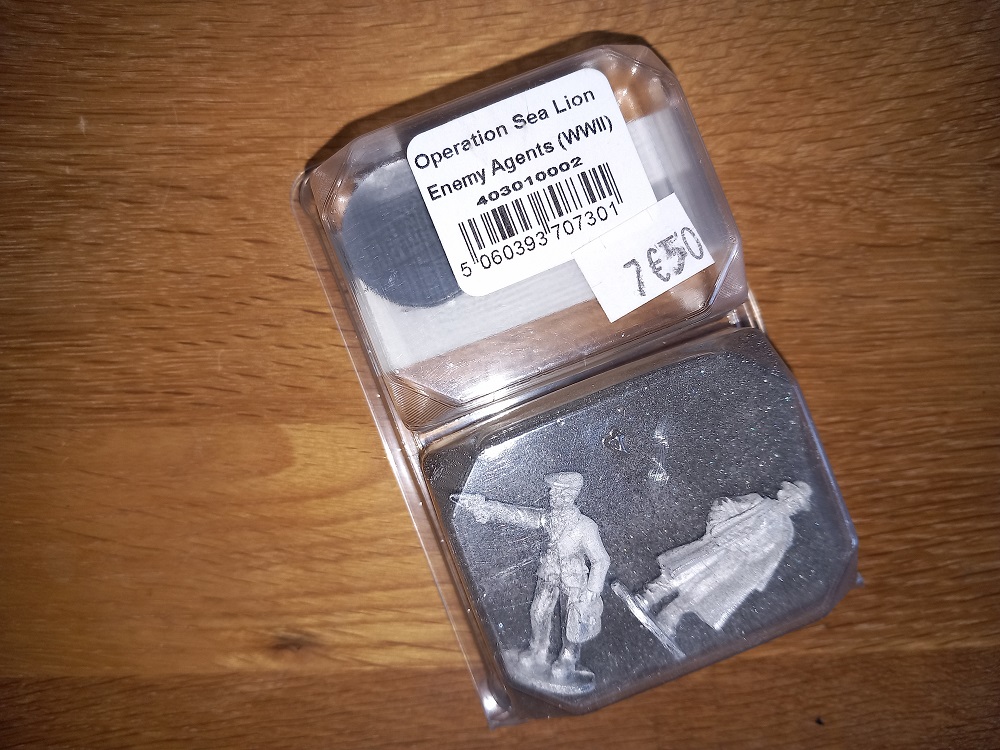 Operation Sea Lion
Enemy Agents (WWII)
403010002
5 060393 707301
7€50